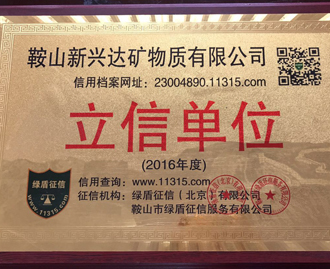 鞍山新兴达矿物质有限公司
信用档案网址：23004890.11315.com
立信单位
(2016年度)
信用查询：www.11315.com
征信机构：绿盾征信（北京）有限公司
鞍山市绿盾征信服务有限公司
绿盾征信
www.11315.com